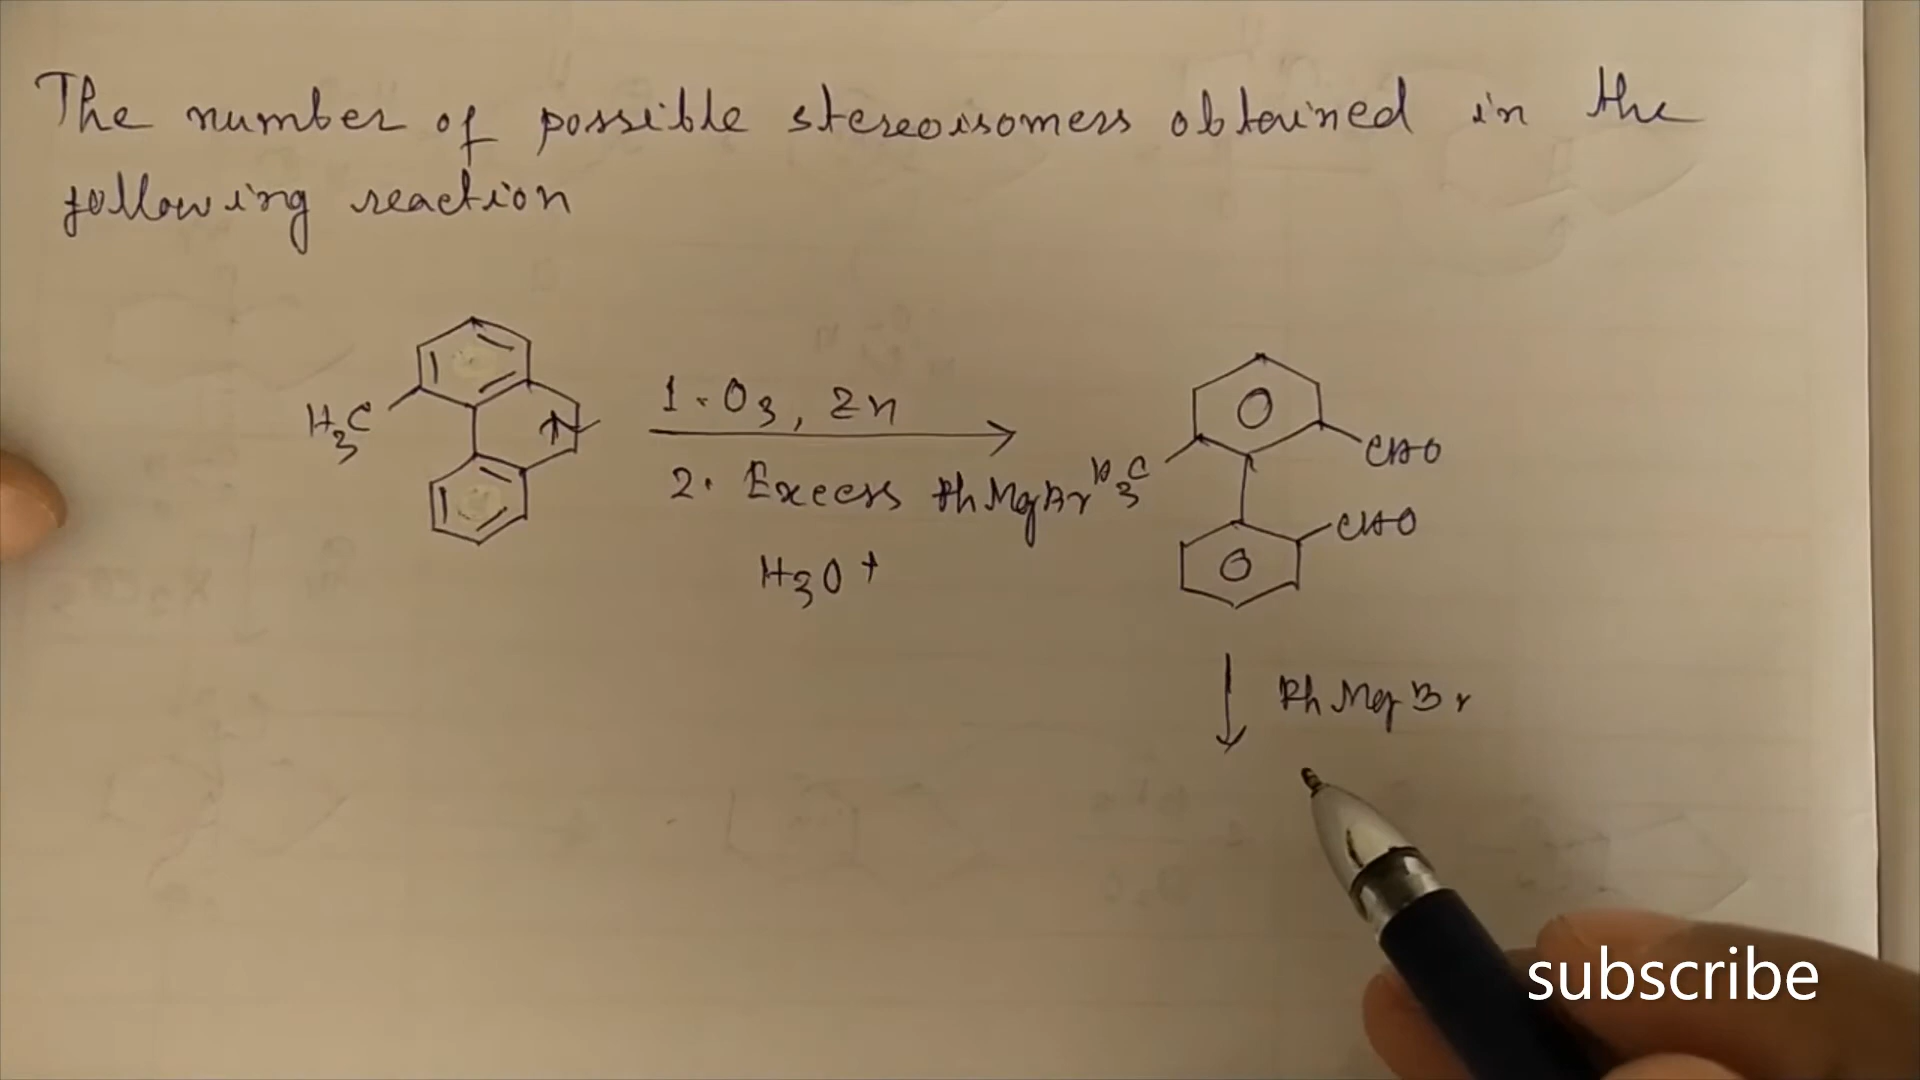 The number of possible stereoisomers obtained in the
following reaction
H3C
1. O3, Zn
2. Excess PhMgBr
H3O+
H3C
CHO
CHO
PhMgBr
subscribe